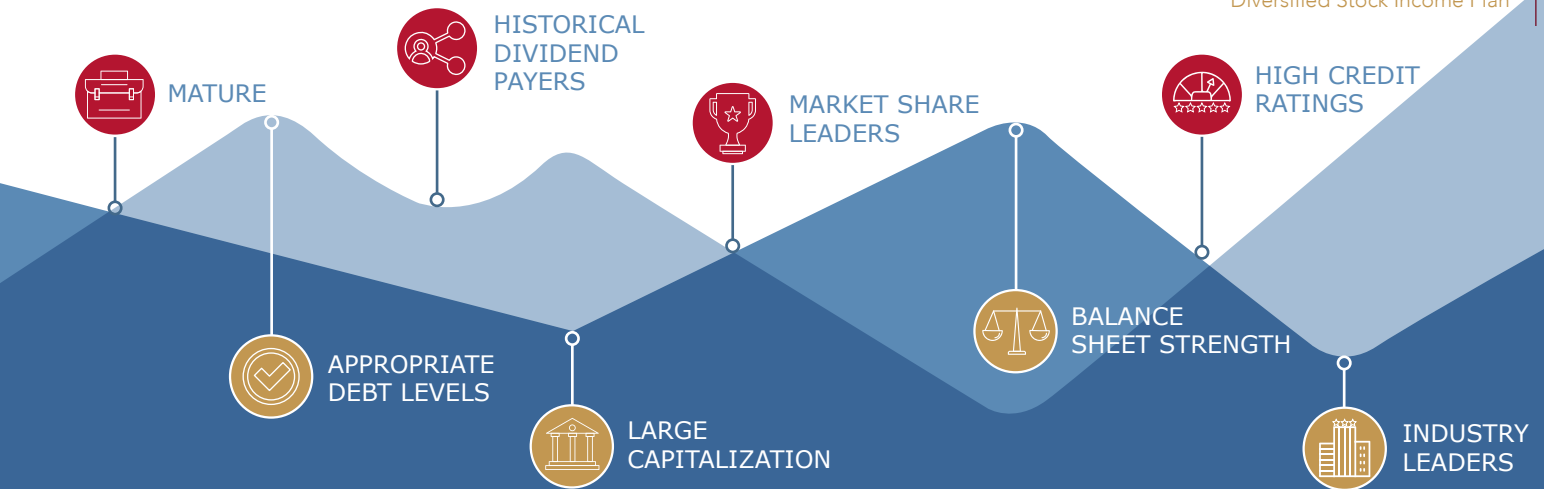 Diversified Stock Income Plan
HISTORICAL
DIVIDEND
PAYERS
MATURE
MARKET SHARE
LEADERS
HIGH CREDIT
RATINGS
BALANCE
SHEET STRENGTH
APPROPRIATE
DEBT LEVELS
LARGE
CAPITALIZATION
INDUSTRY
LEADERS